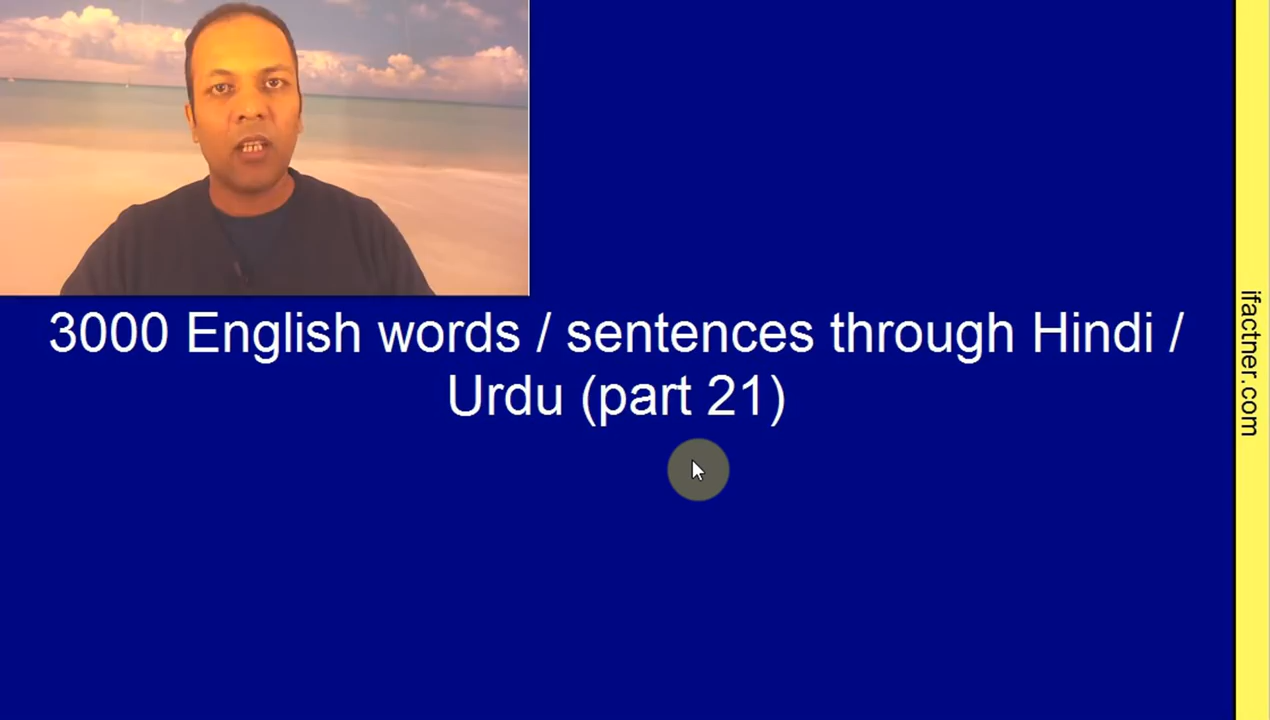 3000 English words / sentences through Hindi /
Urdu (part 21)
ifactner.com